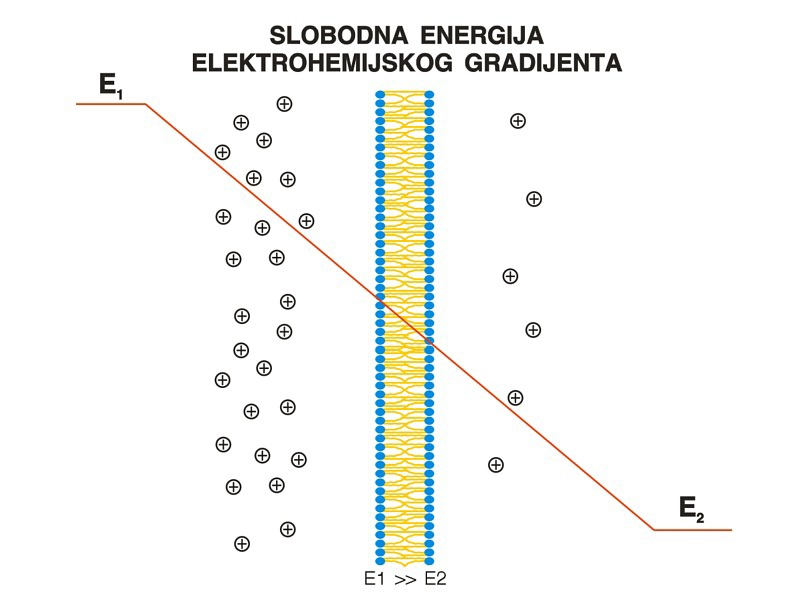 SLOBODNA ENERGIJA
ELEKTROHEMIJSKOG GRADIJENTA
E₁
E₂
E1 >> E2